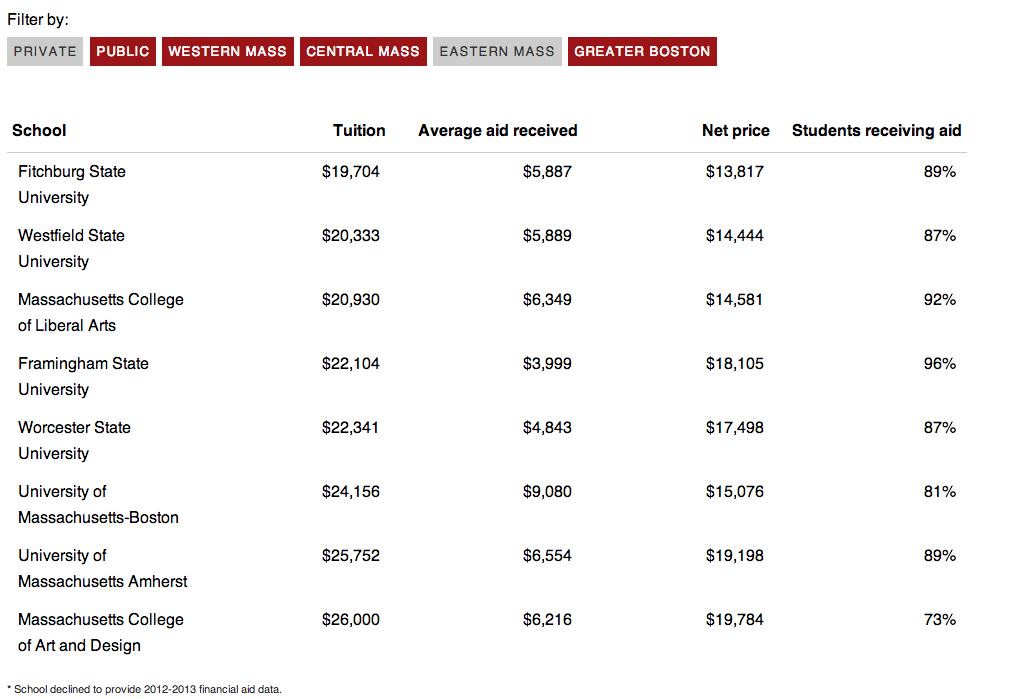 Filter by:
PRIVATE PUBLIC WESTERN MASS CENTRAL MASS EASTERN MASS GREATER BOSTON
School Tuition Average aid received Net price Students receiving aid
Fitchburg State $19,704 $5,887 $13,817 89%
University
Westfield State $20,333 $5,889 $14,444 87%
University
Massachusetts College $20,930 $6,349 $14,581 92%
of Liberal Arts
Framingham State $22,104 $3,999 $18,105 96%
University
Worcester State $22,341 $4,843 $17,498 87%
University
University of $24,156 $9,080 $15,076 81%
Massachusetts-Boston
University of $25,752 $6,554 $19,198 89%
Massachusetts Amherst
Massachusetts College $26,000 $6,216 $19,784 73%
of Art and Design
* School declined to provide 2012-2013 financial aid data.